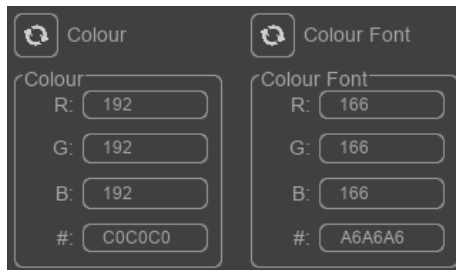 Colour
Colour Font
Colour
R: 192
G: 192
B: 192
#: C0C0C0
Colour Font
R: 166
G: 166
B: 166
#: A6A6A6